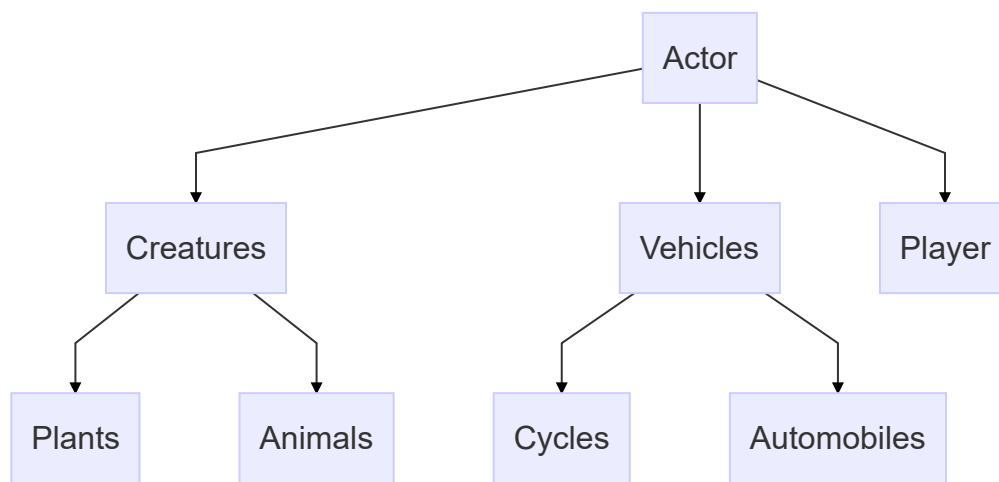 Actor
Creatures
Vehicles
Player
Plants
Animals
Cycles
Automobiles